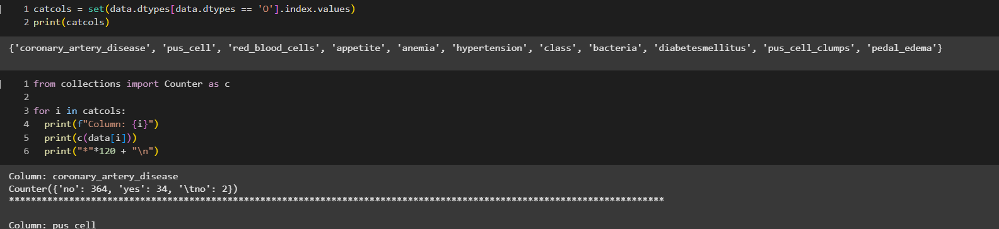 1 catcols = set(data.dtypes[data.dtypes == 'O'].index.values)
2 print(catcols)
{'coronary_artery_disease', 'pus_cell', 'red_blood_cells', 'appetite', 'anemia', 'hypertension', 'class', 'bacteria', 'diabetesmellitus', 'pus_cell_clumps', 'pedal_edema'}
1 from collections import Counter as c
2
3 for i in catcols:
4   print(f"Column: {i}")
5   print(c(data[i]))
6   print("*"*120 + "\n")
Column: coronary_artery_disease
Counter({'no': 364, 'yes': 34, '\tno': 2})
************************************************************************************************************************
Column: pus_cell